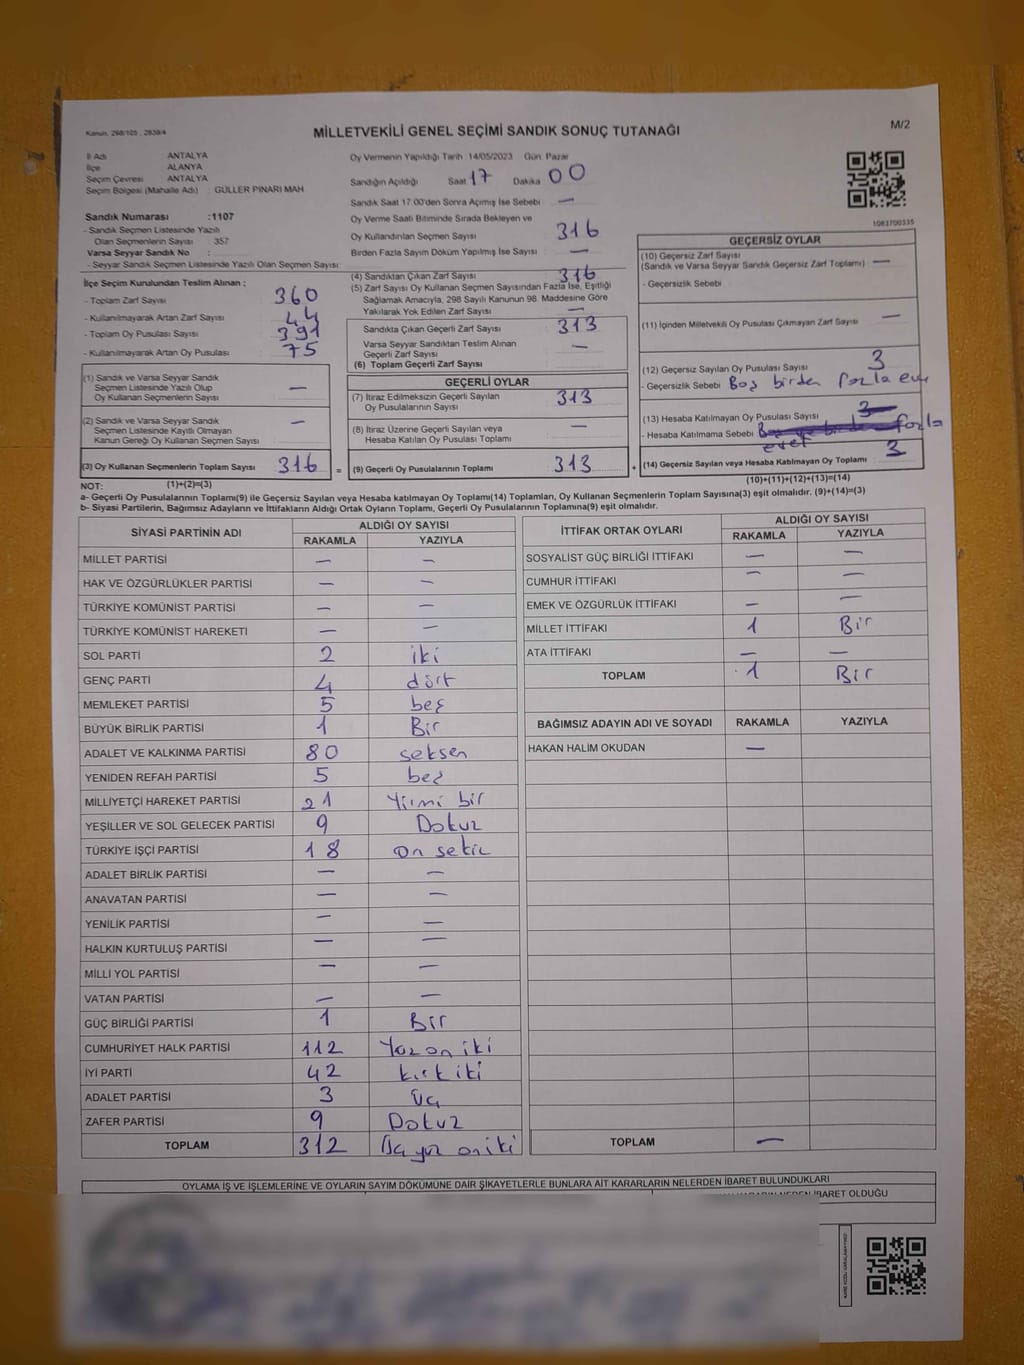 Kanun, 298/105 , 2839/4
MİLLETVEKİLİ GENEL SEÇİMİ SANDIK SONUÇ TUTANAĞI
M/2
İl Adı ANTALYA
İlçe ALANYA
Seçim Çevresi ANTALYA
Seçim Bölgesi (Mahalle Adı) : GÜLLER PINARI MAH
Sandık Numarası :1107
- Sandık Seçmen Listesinde Yazılı
Olan Seçmenlerin Sayısı : 357
Varsa Seyyar Sandık No :
- Seyyar Sandık Seçmen Listesinde Yazılı Olan Seçmen Sayısı:
İlçe Seçim Kurulundan Teslim Alınan ;
- Toplam Zarf Sayısı 360
- Kullanılmayarak Artan Zarf Sayısı : 44
- Toplam Oy Pusulası Sayısı 391
- Kullanılmayarak Artan Oy Pusulası 75
(1) Sandık ve Varsa Seyyar Sandık
Seçmen Listesinde Yazılı Olup
Oy Kullanan Seçmenlerin Sayısı —
(2) Sandık ve Varsa Seyyar Sandık
Seçmen Listesinde Kayıtlı Olmayan
Kanun Gereği Oy Kullanan Seçmen Sayısı —
(3) Oy Kullanan Seçmenlerin Toplam Sayısı 316 =
Oy Vermenin Yapıldığı Tarih :14/05/2023 Gün: Pazar
Sandığın Açıldığı Saat 17 Dakika 00
Sandık Saat 17.00'den Sonra Açımış İse Sebebi —
Oy Verme Saati Bitiminde Sırada Bekleyen ve
Oy Kullandırılan Seçmen Sayısı 316
Birden Fazla Sayım Döküm Yapılmış İse Sayısı —
(4) Sandıktan Çıkan Zarf Sayısı 316
(5) Zarf Sayısı Oy Kullanan Seçmen Sayısından Fazla İse, Eşitliği
Sağlamak Amacıyla, 298 Sayılı Kanunun 98. Maddesine Göre
Yakılarak Yok Edilen Zarf Sayısı —
Sandıkta Çıkan Geçerli Zarf Sayısı 313
Varsa Seyyar Sandıktan Teslim Alınan
Geçerli Zarf Sayısı —
(6) Toplam Geçerli Zarf Sayısı
GEÇERLİ OYLAR
(7) İtiraz Edilmeksizin Geçerli Sayılan
Oy Pusulalarının Sayısı 313
(8) İtiraz Üzerine Geçerli Sayılan veya
Hesaba Katılan Oy Pusulası Toplamı —
(9) Geçerli Oy Pusulalarının Toplamı 313 +
1083700335
GEÇERSİZ OYLAR
(10) Geçersiz Zarf Sayısı
(Sandık ve Varsa Seyyar Sandık Geçersiz Zarf Toplamı) —
- Geçersizlik Sebebi
(11) İçinden Milletvekili Oy Pusulası Çıkmayan Zarf Sayısı —
(12) Geçersiz Sayılan Oy Pusulası Sayısı 3
- Geçersizlik Sebebi Boş birden fazla evet
(13) Hesaba Katılmayan Oy Pusulası Sayısı 3
- Hesaba Katılmama Sebebi fazla
evet
(14) Geçersiz Sayılan veya Hesaba Katılmayan Oy Toplamı 3
NOT: (1)+(2)=(3)
(10)+(11)+(12)+(13)=(14)
a- Geçerli Oy Pusulalarının Toplamı(9) ile Geçersiz Sayılan veya Hesaba katılmayan Oy Toplamı(14) Toplamları, Oy Kullanan Seçmenlerin Toplam Sayısına(3) eşit olmalıdır. (9)+(14)=(3)
b- Siyasi Partilerin, Bağımsız Adayların ve İttifakların Aldığı Ortak Oyların Toplamı, Geçerli Oy Pusulalarının Toplamına(9) eşit olmalıdır.
SİYASİ PARTİNİN ADI ALDIĞI OY SAYISI
RAKAMLA YAZIYLA
MİLLET PARTİSİ — —
HAK VE ÖZGÜRLÜKLER PARTİSİ — —
TÜRKİYE KOMÜNİST PARTİSİ — —
TÜRKİYE KOMÜNİST HAREKETİ — —
SOL PARTİ 2 iki
GENÇ PARTİ 4 dört
MEMLEKET PARTİSİ 5 beş
BÜYÜK BİRLİK PARTİSİ 1 Bir
ADALET VE KALKINMA PARTİSİ 80 seksen
YENİDEN REFAH PARTİSİ 5 beş
MİLLİYETÇİ HAREKET PARTİSİ 21 Yirmi bir
YEŞİLLER VE SOL GELECEK PARTİSİ 9 Dokuz
TÜRKİYE İŞÇİ PARTİSİ 18 on sekiz
ADALET BİRLİK PARTİSİ — —
ANAVATAN PARTİSİ — —
YENİLİK PARTİSİ — —
HALKIN KURTULUŞ PARTİSİ — —
MİLLİ YOL PARTİSİ — —
VATAN PARTİSİ — —
GÜÇ BİRLİĞİ PARTİSİ 1 Bir
CUMHURİYET HALK PARTİSİ 112 Yüz on iki
İYİ PARTİ 42 kırk iki
ADALET PARTİSİ 3 üç
ZAFER PARTİSİ 9 Dokuz
TOPLAM 312 Üç yüz on iki
İTTİFAK ORTAK OYLARI ALDIĞI OY SAYISI
RAKAMLA YAZIYLA
SOSYALİST GÜÇ BİRLİĞİ İTTİFAKI — —
CUMHUR İTTİFAKI — —
EMEK VE ÖZGÜRLÜK İTTİFAKI — —
MİLLET İTTİFAKI 1 Bir
ATA İTTİFAKI — —
TOPLAM 1 Bir
BAĞIMSIZ ADAYIN ADI VE SOYADI RAKAMLA YAZIYLA
HAKAN HALİM OKUDAN —
TOPLAM —
OYLAMA İŞ VE İŞLEMLERİNE VE OYLARIN SAYIM DÖKÜMÜNE DAİR ŞİKAYETLERLE BUNLARA AİT KARARLARIN NELERDEN İBARET BULUNDUKLARI
İBARET OLDUĞU